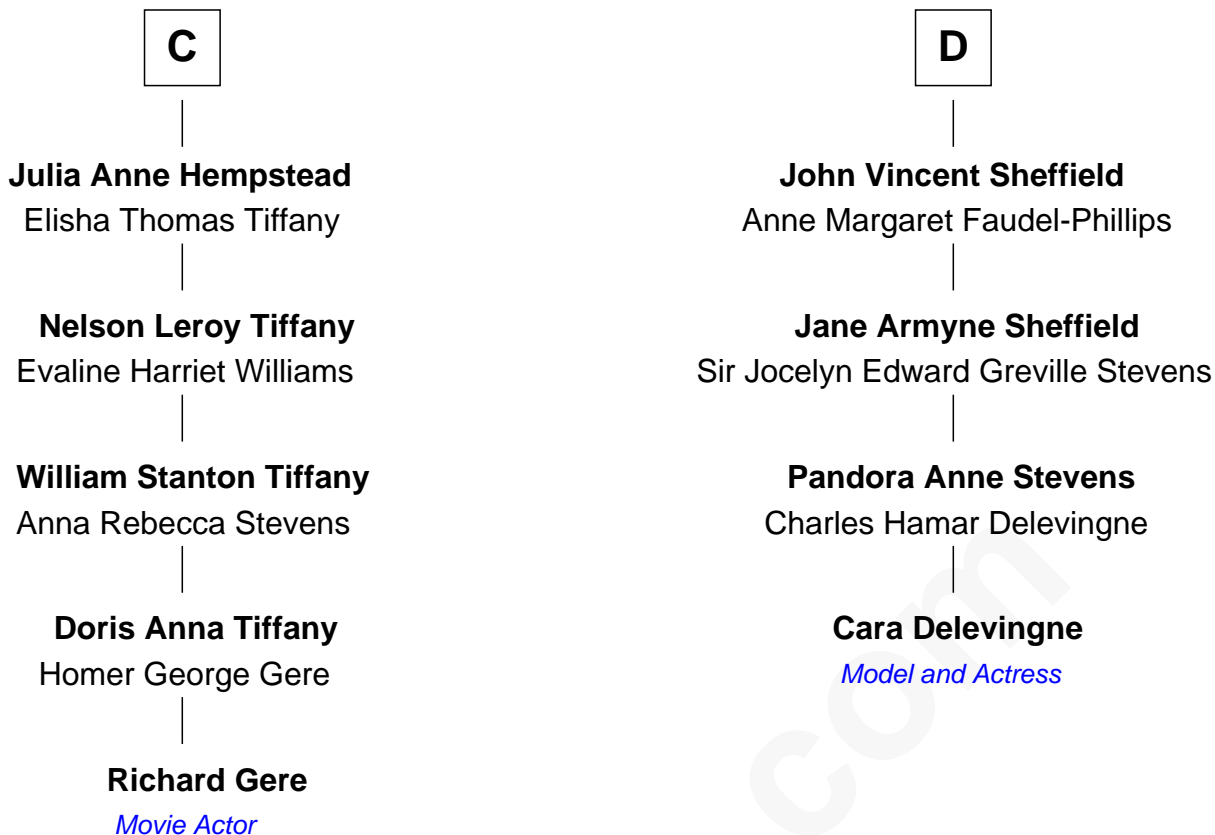 C
Julia Anne Hempstead
Elisha Thomas Tiffany
Nelson Leroy Tiffany
Evaline Harriet Williams
William Stanton Tiffany
Anna Rebecca Stevens
Doris Anna Tiffany
Homer George Gere
Richard Gere
Movie Actor
D
John Vincent Sheffield
Anne Margaret Faudel-Phillips
Jane Armyne Sheffield
Sir Jocelyn Edward Greville Stevens
Pandora Anne Stevens
Charles Hamar Delevingne
Cara Delevingne
Model and Actress
com